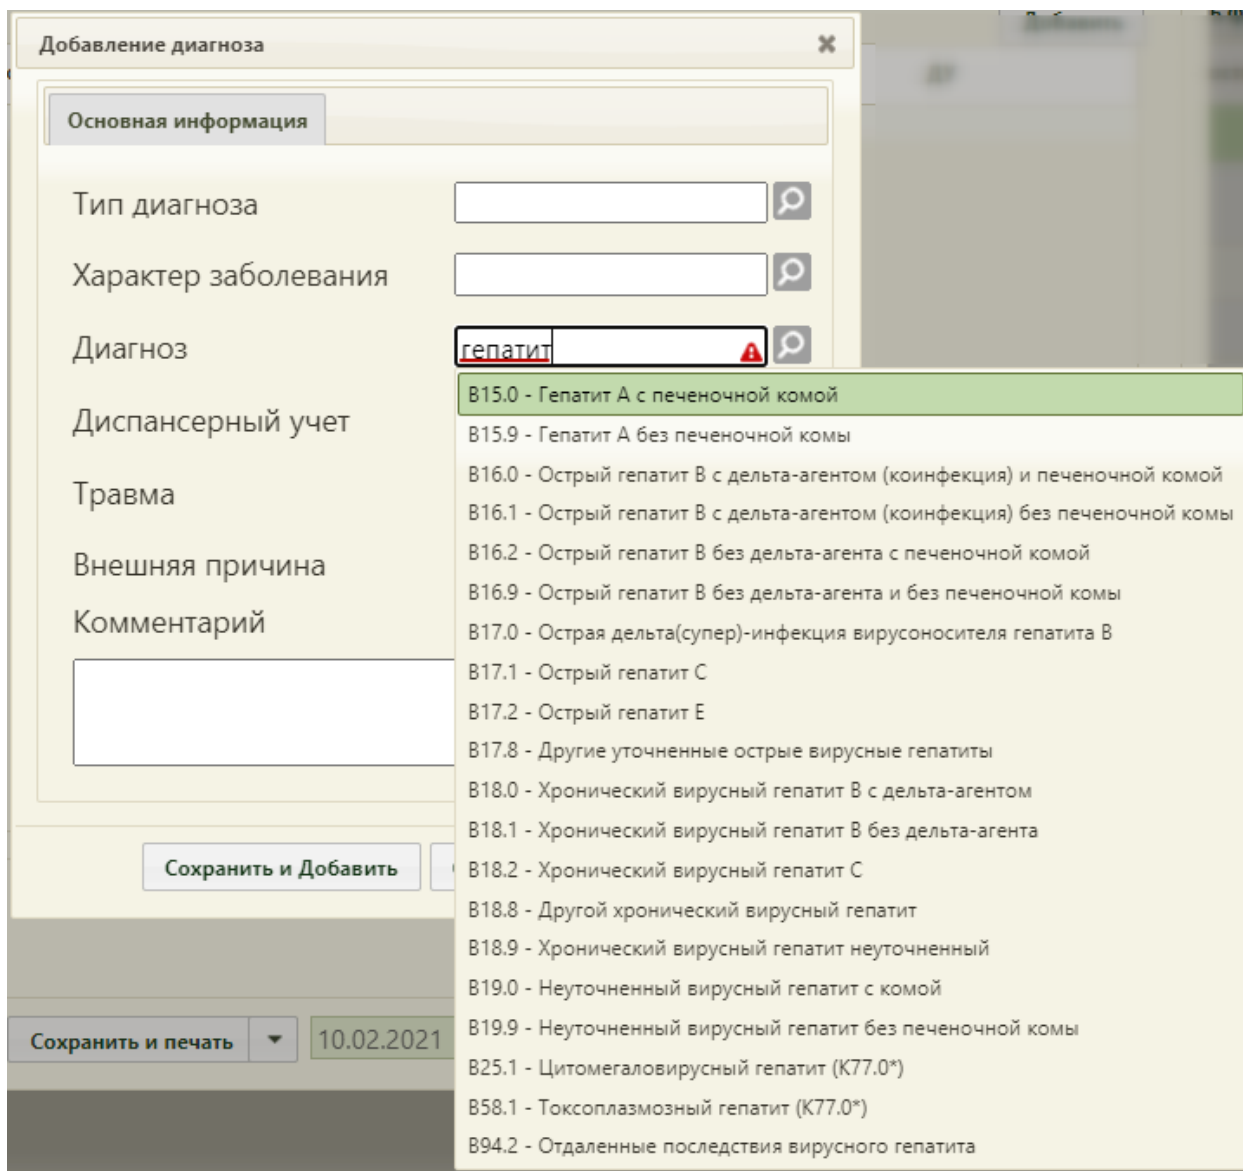 Добавление диагноза
Добавить
Основная информация
Тип диагноза
Характер заболевания
Диагноз
гепатит
Диспансерный учет
Травма
Внешняя причина
Комментарий
B15.0 - Гепатит A с печеночной комой
B15.9 - Гепатит A без печеночной комы
B16.0 - Острый гепатит B с дельта-агентом (коинфекция) и печеночной комой
B16.1 - Острый гепатит B с дельта-агентом (коинфекция) без печеночной комы
B16.2 - Острый гепатит B без дельта-агента с печеночной комой
B16.9 - Острый гепатит B без дельта-агента и без печеночной комы
B17.0 - Острая дельта(супер)-инфекция вирусоносителя гепатита B
B17.1 - Острый гепатит C
B17.2 - Острый гепатит E
B17.8 - Другие уточненные острые вирусные гепатиты
B18.0 - Хронический вирусный гепатит B с дельта-агентом
B18.1 - Хронический вирусный гепатит B без дельта-агента
B18.2 - Хронический вирусный гепатит C
B18.8 - Другой хронический вирусный гепатит
B18.9 - Хронический вирусный гепатит неуточненный
B19.0 - Неуточненный вирусный гепатит с комой
B19.9 - Неуточненный вирусный гепатит без печеночной комы
B25.1 - Цитомегаловирусный гепатит (K77.0*)
B58.1 - Токсоплазмозный гепатит (K77.0*)
B94.2 - Отдаленные последствия вирусного гепатита
Сохранить и Добавить
Сохранить и печать
10.02.2021